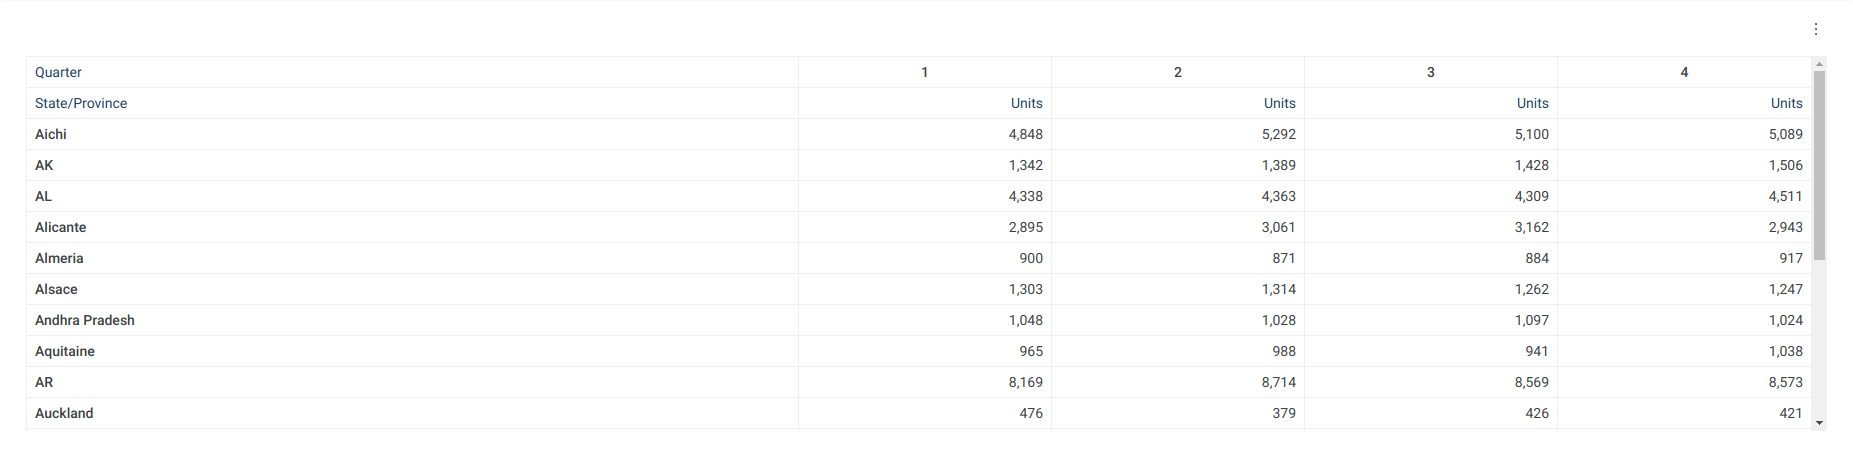 Quarter 1 2 3 4
State/Province Units Units Units Units
Aichi 4,848 5,292 5,100 5,089
AK 1,342 1,389 1,428 1,506
AL 4,338 4,363 4,309 4,511
Alicante 2,895 3,061 3,162 2,943
Almeria 900 871 884 917
Alsace 1,303 1,314 1,262 1,247
Andhra Pradesh 1,048 1,028 1,097 1,024
Aquitaine 965 988 941 1,038
AR 8,169 8,714 8,569 8,573
Auckland 476 379 426 421